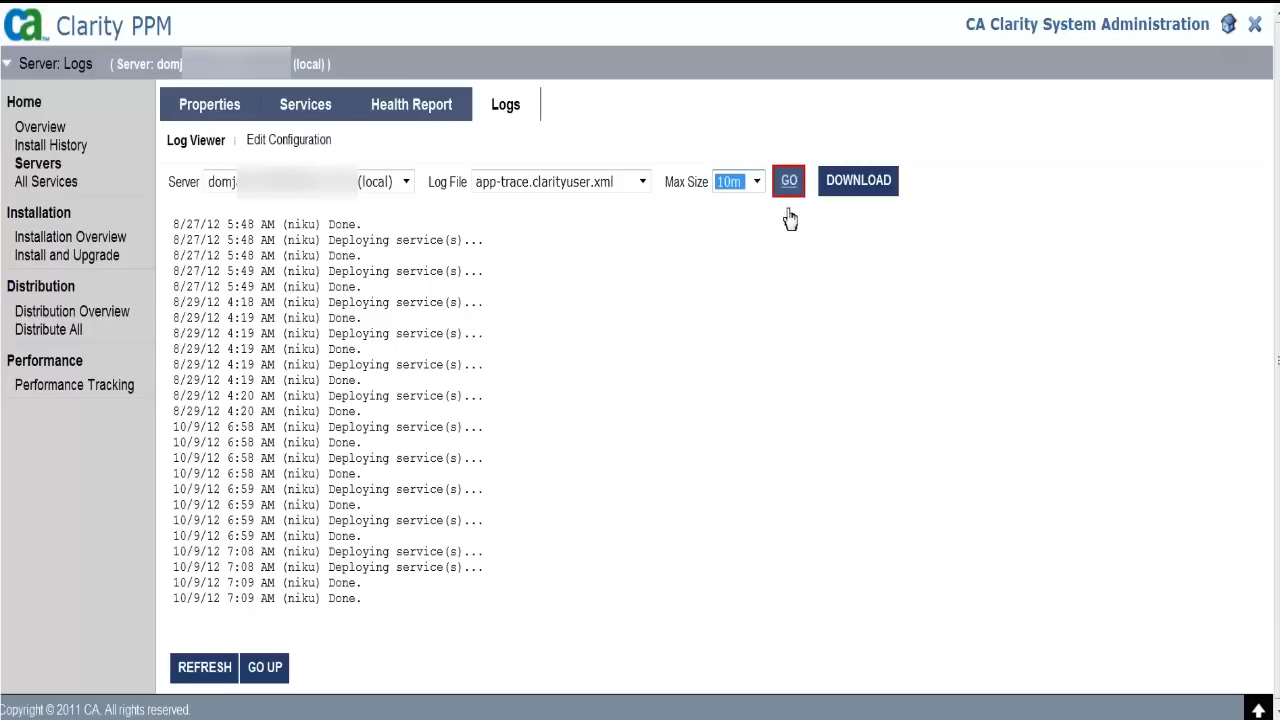 ca Clarity PPM
CA Clarity System Administration
Server: Logs ( Server: domj (local) )
Home
Overview
Install History
Servers
All Services
Installation
Installation Overview
Install and Upgrade
Distribution
Distribution Overview
Distribute All
Performance
Performance Tracking
Properties Services Health Report Logs
Log Viewer Edit Configuration
Server domj (local) Log File app-trace.clarityuser.xml Max Size 10m GO DOWNLOAD
8/27/12 5:48 AM (niku) Done.
8/27/12 5:48 AM (niku) Deploying service(s)...
8/27/12 5:48 AM (niku) Done.
8/27/12 5:49 AM (niku) Deploying service(s)...
8/27/12 5:49 AM (niku) Done.
8/29/12 4:18 AM (niku) Deploying service(s)...
8/29/12 4:19 AM (niku) Done.
8/29/12 4:19 AM (niku) Deploying service(s)...
8/29/12 4:19 AM (niku) Done.
8/29/12 4:19 AM (niku) Deploying service(s)...
8/29/12 4:19 AM (niku) Done.
8/29/12 4:20 AM (niku) Deploying service(s)...
8/29/12 4:20 AM (niku) Done.
10/9/12 6:58 AM (niku) Deploying service(s)...
10/9/12 6:58 AM (niku) Done.
10/9/12 6:58 AM (niku) Deploying service(s)...
10/9/12 6:58 AM (niku) Done.
10/9/12 6:59 AM (niku) Deploying service(s)...
10/9/12 6:59 AM (niku) Done.
10/9/12 6:59 AM (niku) Deploying service(s)...
10/9/12 6:59 AM (niku) Done.
10/9/12 7:08 AM (niku) Deploying service(s)...
10/9/12 7:08 AM (niku) Deploying service(s)...
10/9/12 7:09 AM (niku) Done.
10/9/12 7:09 AM (niku) Done.
REFRESH GO UP
Copyright © 2011 CA. All rights reserved.